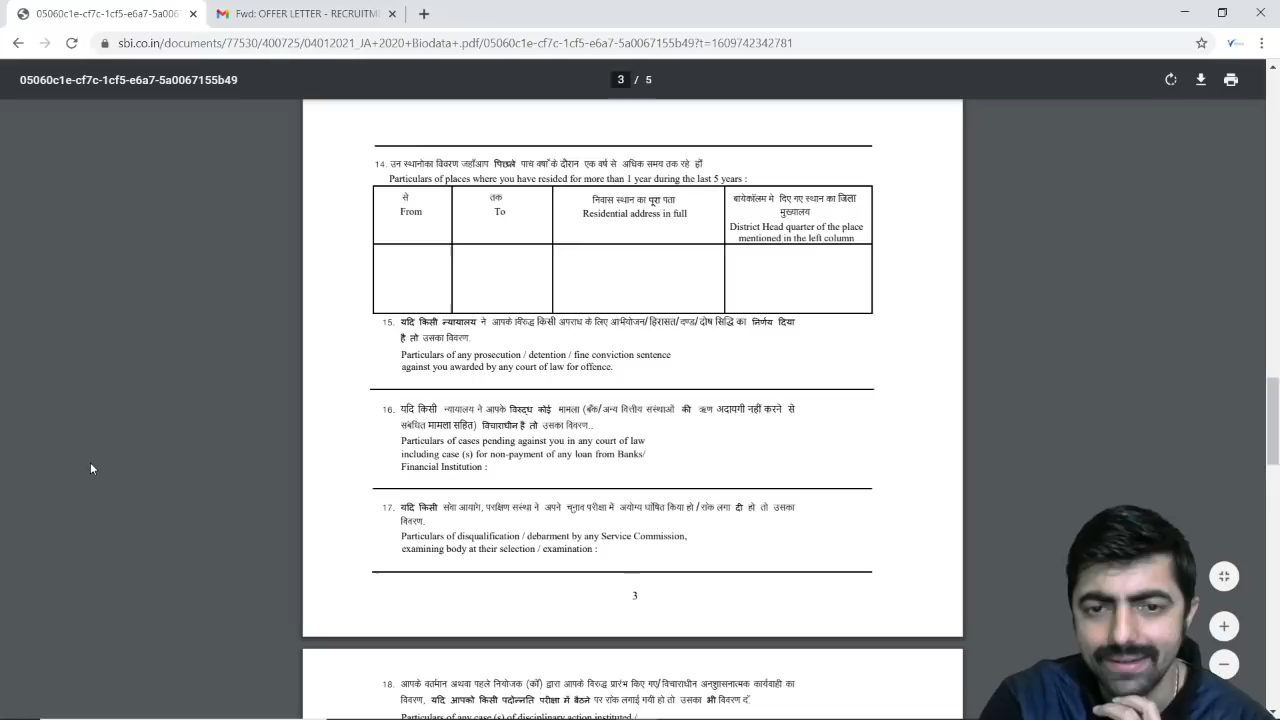 05060c1e-cf7c-1cf5-e6a7-5a0067155b49
Fwd: OFFER LETTER - RECRUITM
sbi.co.in/documents/77530/400725/04012021_JA+2020+Biodata+.pdf/05060c1e-cf7c-1cf5-e6a7-5a0067155b49?t=1609742342781
05060c1e-cf7c-1cf5-e6a7-5a0067155b49
3 / 5
14. उन स्थानोका विवरण जहाँआप पिछले पाच वर्षों के दौरान एक वर्ष से अधिक समय तक रहे हों
Particulars of places where you have resided for more than 1 year during the last 5 years :
से
From
तक
To
निवास स्थान का पूरा पता
Residential address in full
बायेकॉलम मे दिए गए स्थान का जिला
मुख्यालय
District Head quarter of the place
mentioned in the left column
15. यदि किसी न्यायालय ने आपके विरुद्ध किसी अपराध के लिए अभियोजन/ हिरासत/ दण्ड/ दोष सिद्धि का निर्णय दिया
है तो उसका विवरण.
Particulars of any prosecution / detention / fine conviction sentence
against you awarded by any court of law for offence.
16. यदि किसी न्यायालय ने आपके विरुद्ध कोई मामला (बँक/ अन्य वित्तीय संस्थाओं की ऋण अदायगी नहीं करने से
संबंधित मामला सहित) विचाराधीन है तो उसका विवरण..
Particulars of cases pending against you in any court of law
including case (s) for non-payment of any loan from Banks/
Financial Institution :
17. यदि किसी सेवा आयोग, परक्षिण संस्था ने अपने चुनाव परीक्षा में अयोग्य घोषित किया हो / रोक लगा दी हो तो उसका
विवरण.
Particulars of disqualification / debarment by any Service Commission,
examining body at their selection / examination :
3
18. आपके वर्तमान अथवा पहले नियोजक (कों) द्वारा आपके विरुद्ध प्रारंभ किए गए/ विचाराधीन अनुशासनात्मक कार्यवाही का
विवरण, यदि आपको किसी पदोन्नति परीक्षा में बैठने पर रोक लगाई गयी हो तो उसका भी विवरण दें.
Particulars of any case (s) of disciplinary action instituted /